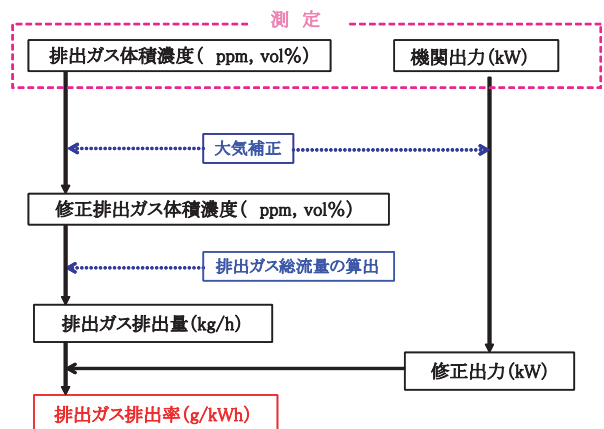 測 定
排出ガス体積濃度( ppm, vol%)
機関出力(kW)
大気補正
修正排出ガス体積濃度( ppm, vol%)
排出ガス総流量の算出
排出ガス排出量(kg/h)
修正出力(kW)
排出ガス排出率(g/kWh)